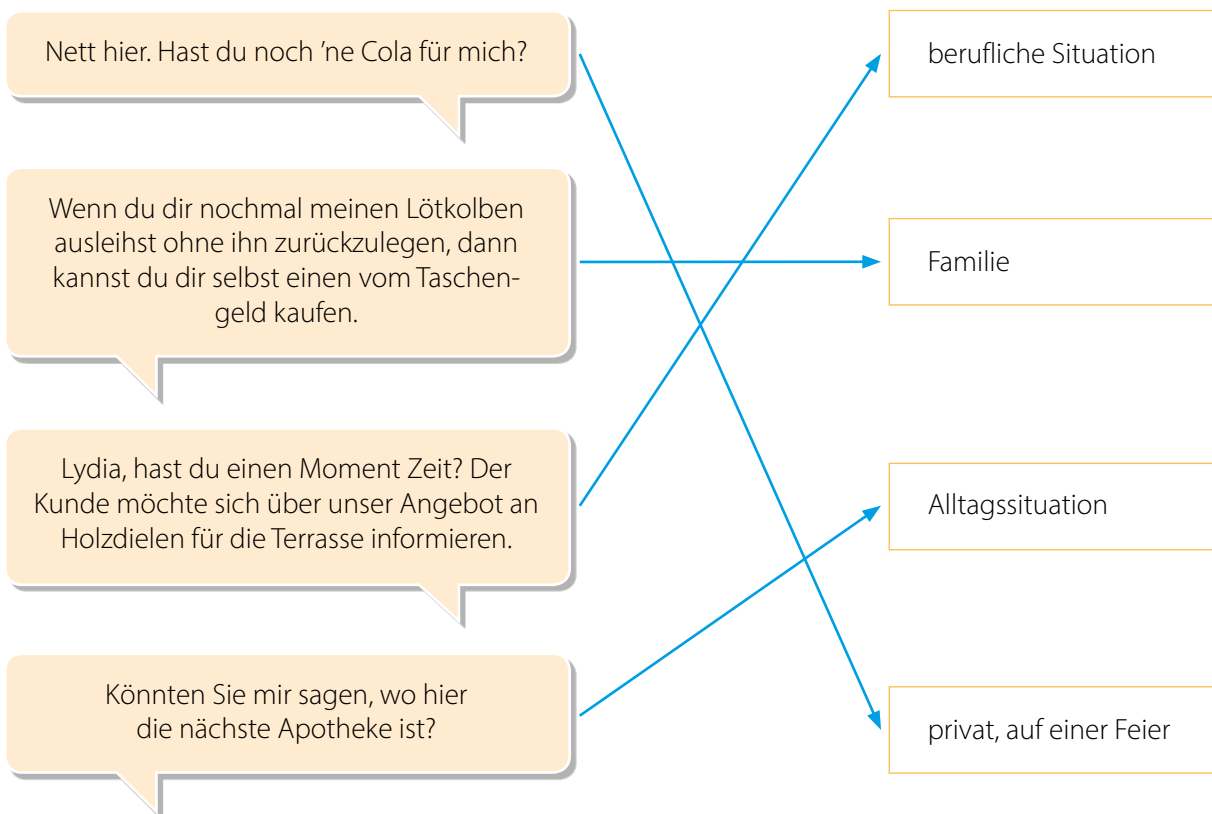 Nett hier. Hast du noch ’ne Cola für mich?
Wenn du dir nochmal meinen Lötkolben
ausleihst ohne ihn zurückzulegen, dann
kannst du dir selbst einen vom Taschen-
geld kaufen.
Lydia, hast du einen Moment Zeit? Der
Kunde möchte sich über unser Angebot an
Holzdielen für die Terrasse informieren.
Könnten Sie mir sagen, wo hier
die nächste Apotheke ist?
berufliche Situation
Familie
Alltagssituation
privat, auf einer Feier